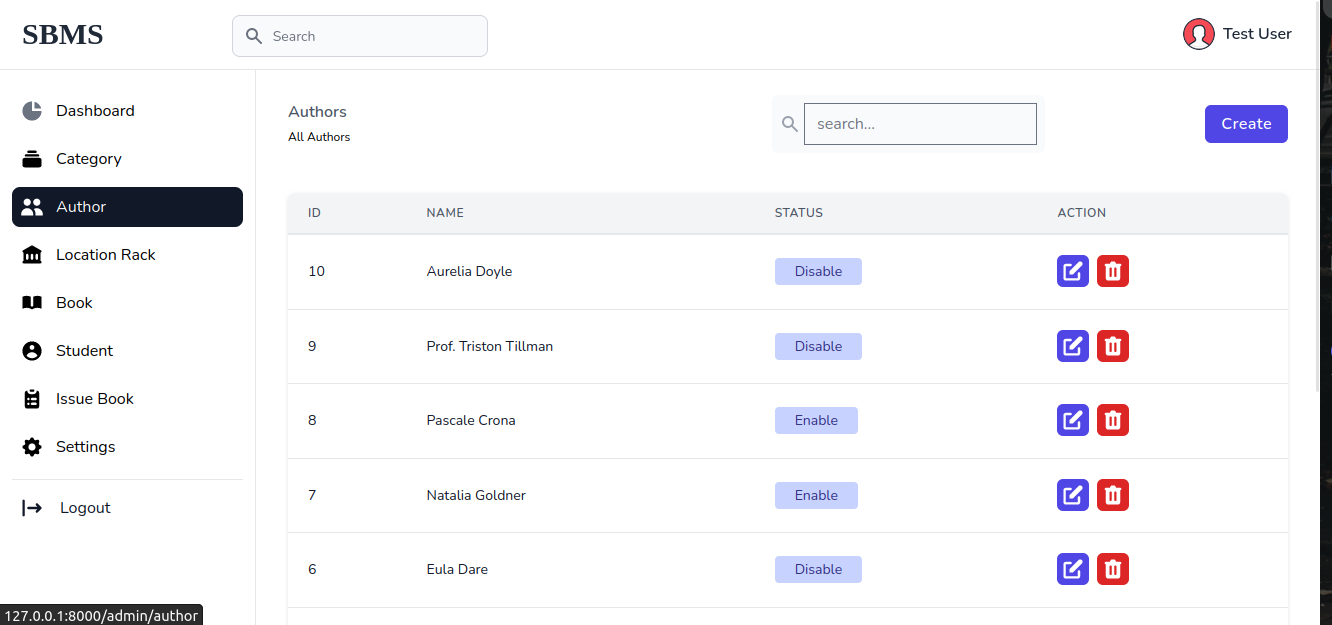 SBMS
Search
Test User
Dashboard
Category
Author
Location Rack
Book
Student
Issue Book
Settings
Logout
Authors
All Authors
search...
Create
ID NAME STATUS ACTION
10 Aurelia Doyle Disable
9 Prof. Triston Tillman Disable
8 Pascale Crona Enable
7 Natalia Goldner Enable
6 Eula Dare Disable
127.0.0.1:8000/admin/author